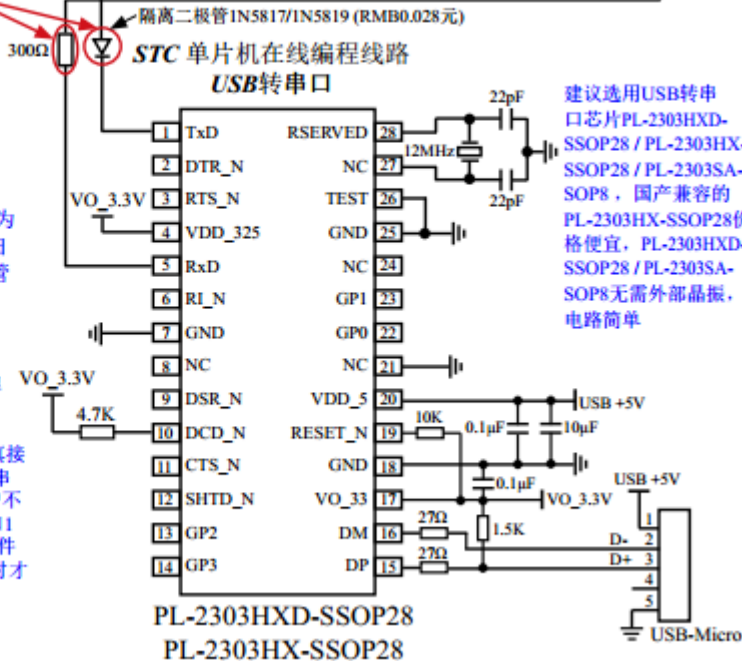 隔离二极管1N5817/1N5819 (RMB0.028元)
300Ω
STC 单片机在线编程线路
USB转串口
建议选用USB转串
口芯片PL-2303HXD-
SSOP28 / PL-2303HX-
SSOP28 / PL-2303SA-
SOP8，国产兼容的
PL-2303HX-SSOP28价
格便宜，PL-2303HXD-
SSOP28 / PL-2303SA-
SOP8无需外部晶振，
电路简单
1 TxD
2 DTR_N
3 RTS_N
4 VDD_325
5 RxD
6 RI_N
7 GND
8 NC
9 DSR_N
10 DCD_N
11 CTS_N
12 SHTD_N
13 GP2
14 GP3
RSERVED 28
NC 27
TEST 26
GND 25
NC 24
GP1 23
GP0 22
NC 21
VDD_5 20
RESET_N 19
GND 18
VO_33 17
DM 16
DP 15
VO_3.3V
VO_3.3V
4.7K
22pF
12MHz
22pF
USB +5V
10K
0.1μF
10μF
0.1μF
VO_3.3V
27Ω
1.5K
27Ω
USB +5V
1
D- 2
D+ 3
4
5
USB-Micro
PL-2303HXD-SSOP28
PL-2303HX-SSOP28
为
管
接
串
不
1
件
才